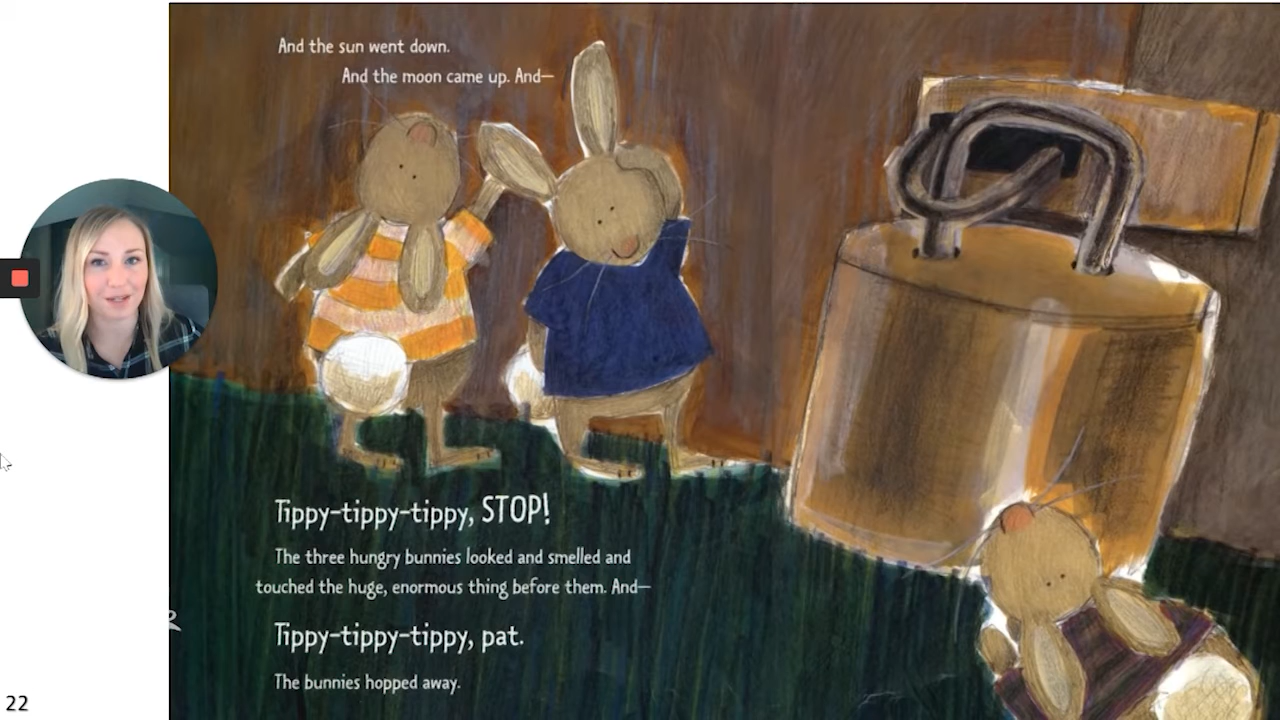 And the sun went down.
And the moon came up. And—
Tippy-tippy-tippy, STOP!
The three hungry bunnies looked and smelled and
touched the huge, enormous thing before them. And—
Tippy-tippy-tippy, pat.
The bunnies hopped away.
22